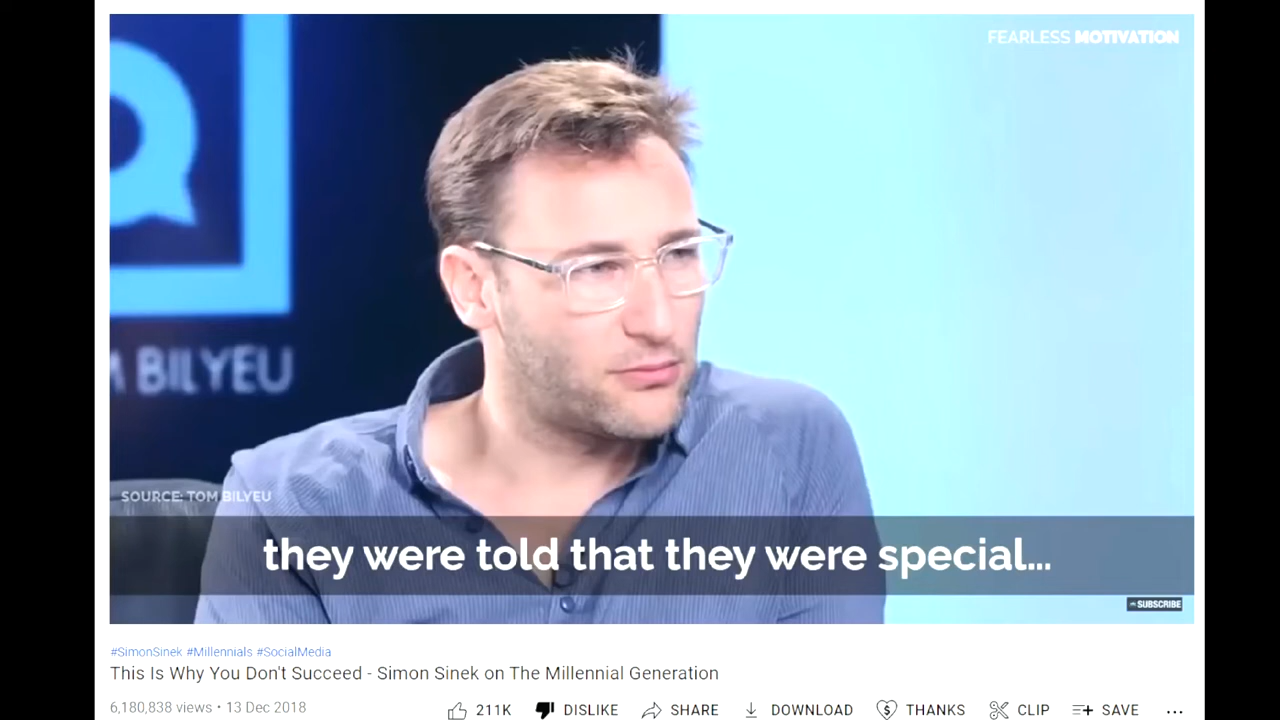 FEARLESS MOTIVATION
M BILYEU
SOURCE: TOM BILYEU
they were told that they were special...
SUBSCRIBE
#SimonSinek #Millennials #SocialMedia
This Is Why You Don't Succeed - Simon Sinek on The Millennial Generation
6,180,838 views • 13 Dec 2018
211K DISLIKE SHARE DOWNLOAD THANKS CLIP SAVE ...